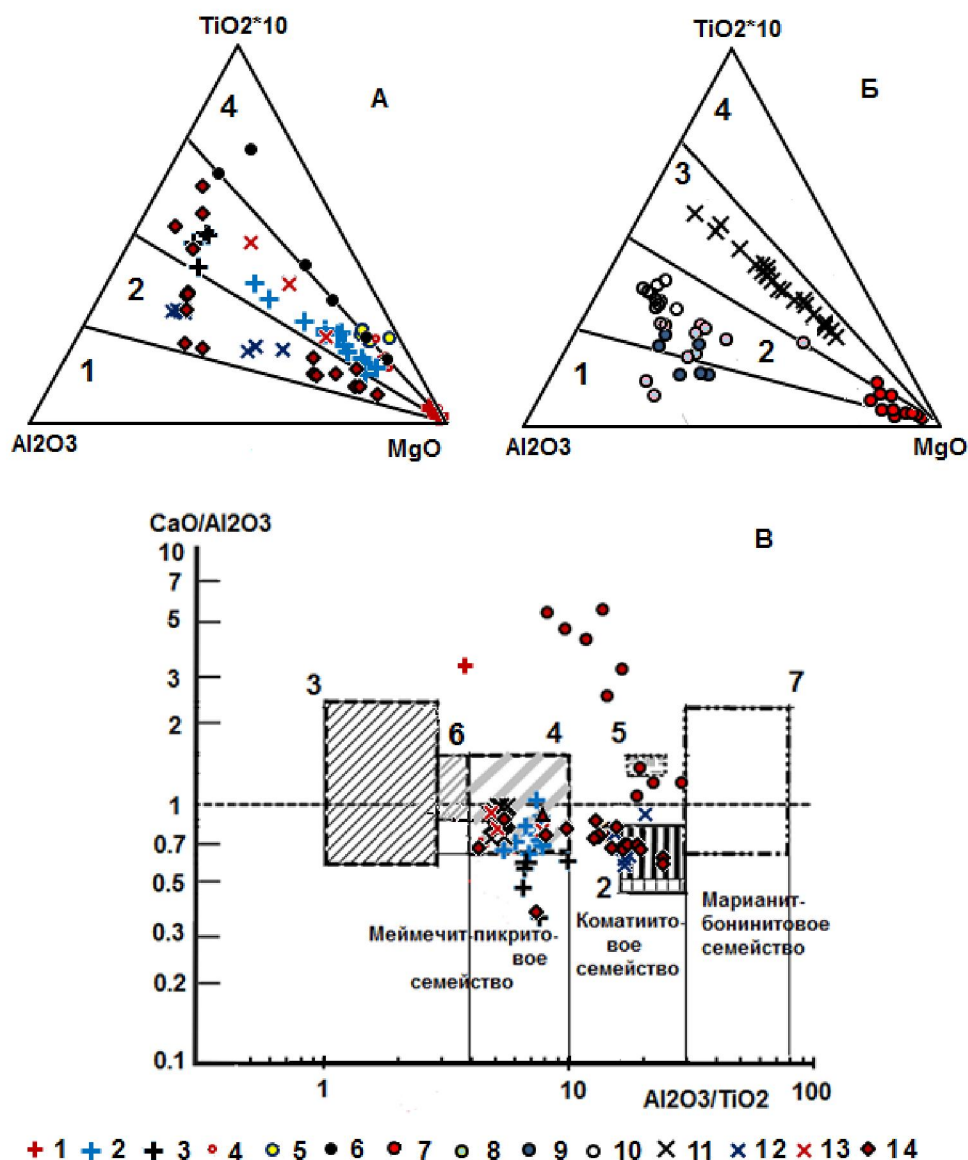 TiO2*10
А
4
2
1
Al2O3
MgO
TiO2*10
Б
4
3
2
1
Al2O3
MgO
CaO/Al2O3
В
10
7
5
3
2
1
0.7
0.5
0.3
0.2
0.1
3
6
4
5
7
2
Меймечит-пикрито-
вое
семейство
Коматиито-
вое
семейство
Марианит-
бонинитовое
семейство
1
10
100
Al2O3/TiO2
1 2 3 4 5 6 7 8 9 10 11 12 13 14